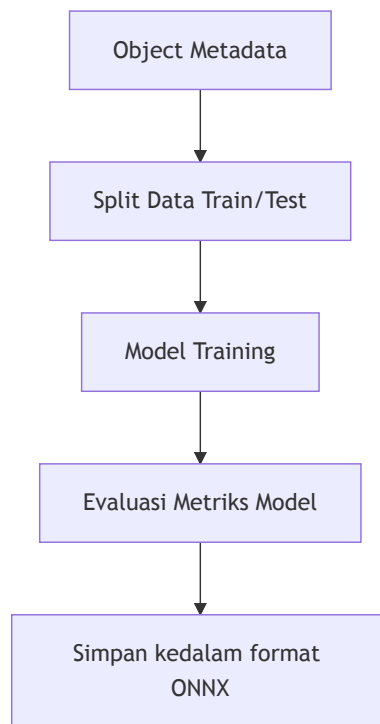 Object Metadata
Split Data Train/Test
Model Training
Evaluasi Metriks Model
Simpan kedalam format
ONNX